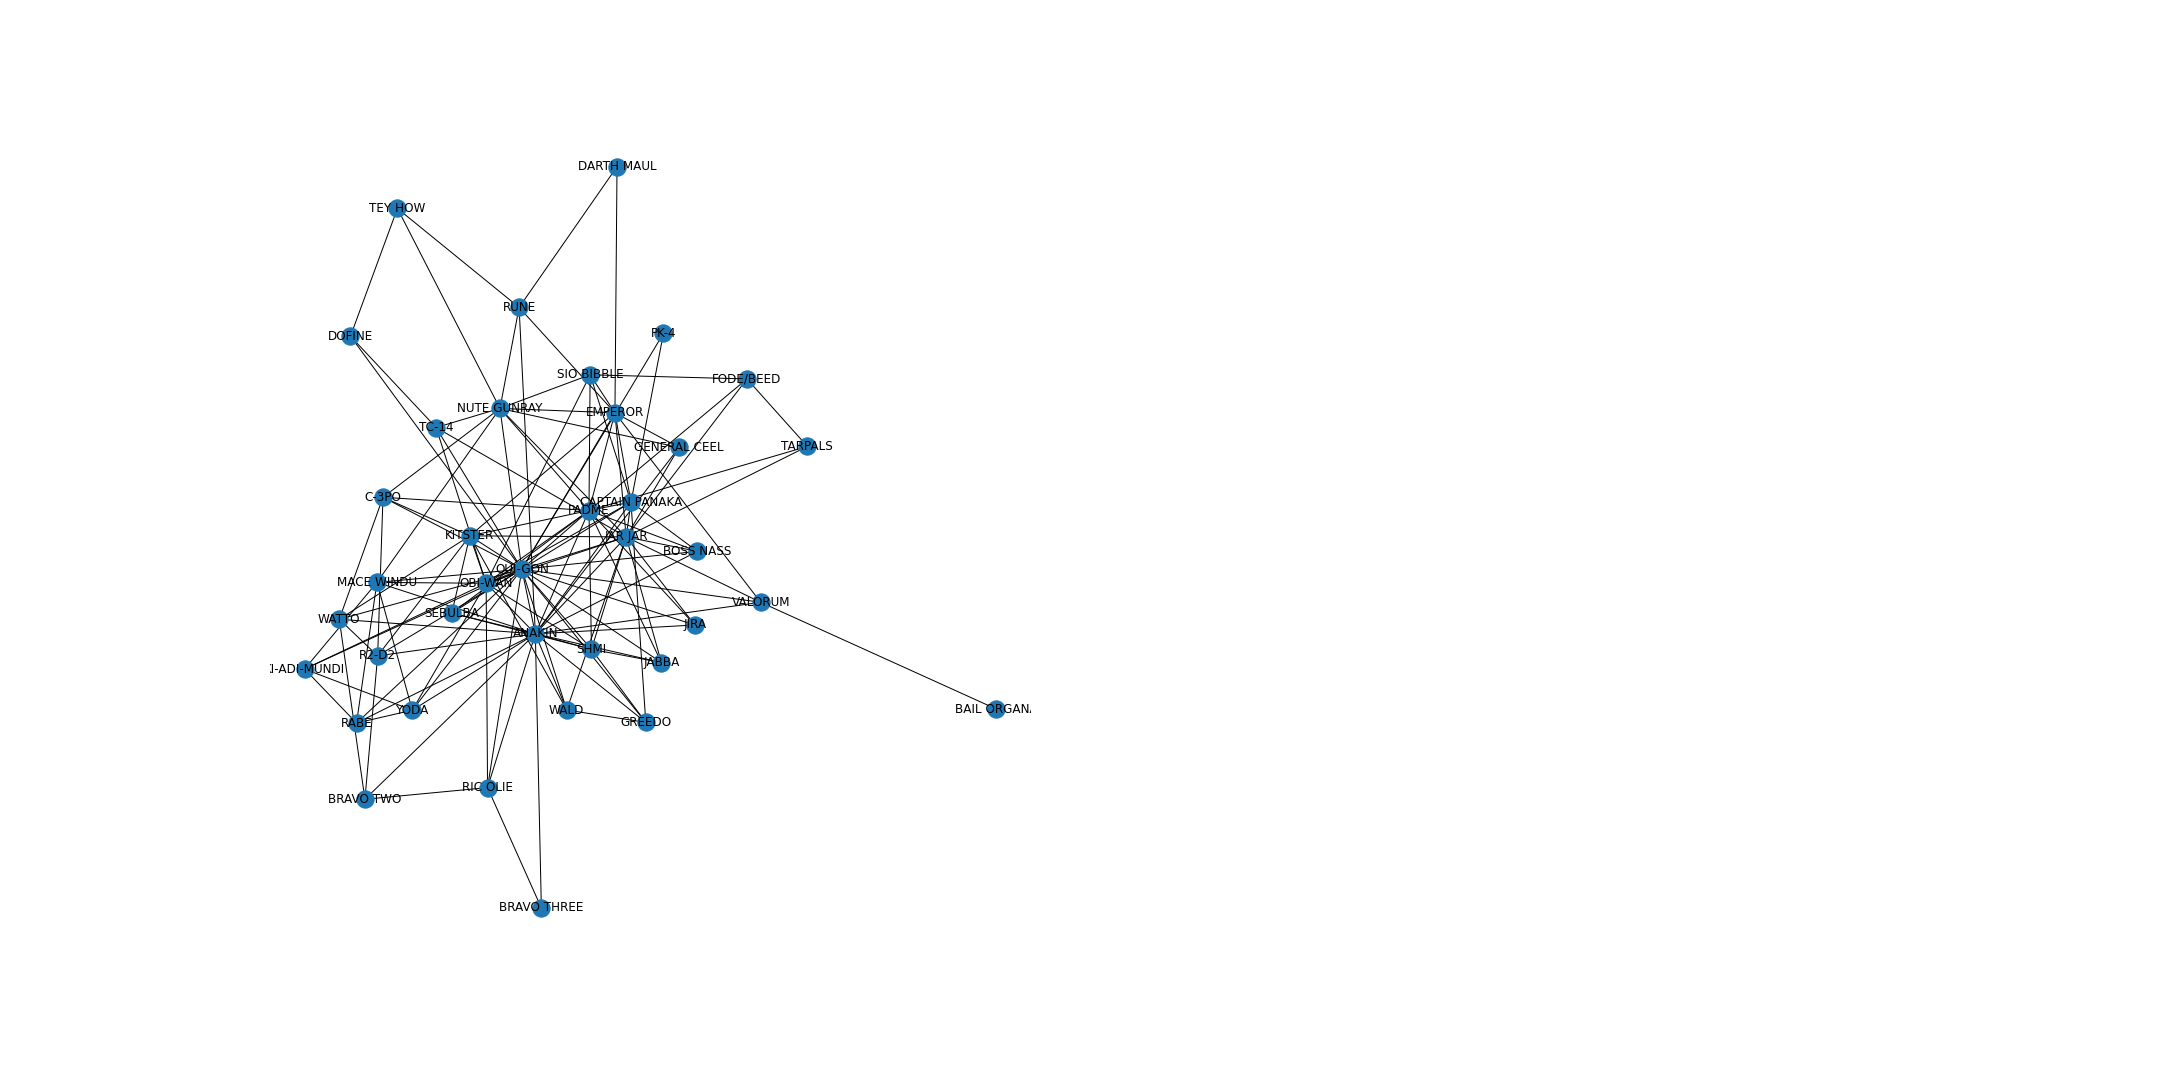 DARTH MAUL
TEY HOW
RUNE
PK-4
DOFINE
SIO BIBBLE
FODE/BEED
NUTE GUNRAY
EMPEROR
TC-14
GENERAL CEEL
TARPALS
C-3PO
CAPTAIN PANAKA
PADME
KITSTER
JAR JAR
BOSS NASS
QUI-GON
MACE WINDU
OBI-WAN
VALORUM
SEBULBA
WATTO
JIRA
ANAKIN
SHMI
R2-D2
JABBA
I-ADI-MUNDI
RABE
YODA
WALD
GREEDO
BAIL ORGAN
RIC OLIE
BRAVO TWO
BRAVO THREE